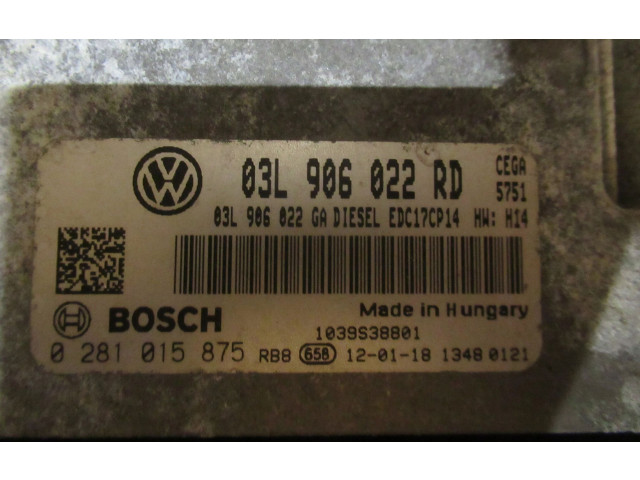 03L 906 022 RD
CEGA
5751
03L 906 022 GA DIESEL EDC17CP14 HW: H14
BOSCH
Made in Hungary
1039S38801
0 281 015 875 RB8 658 12-01-18 1348 0121